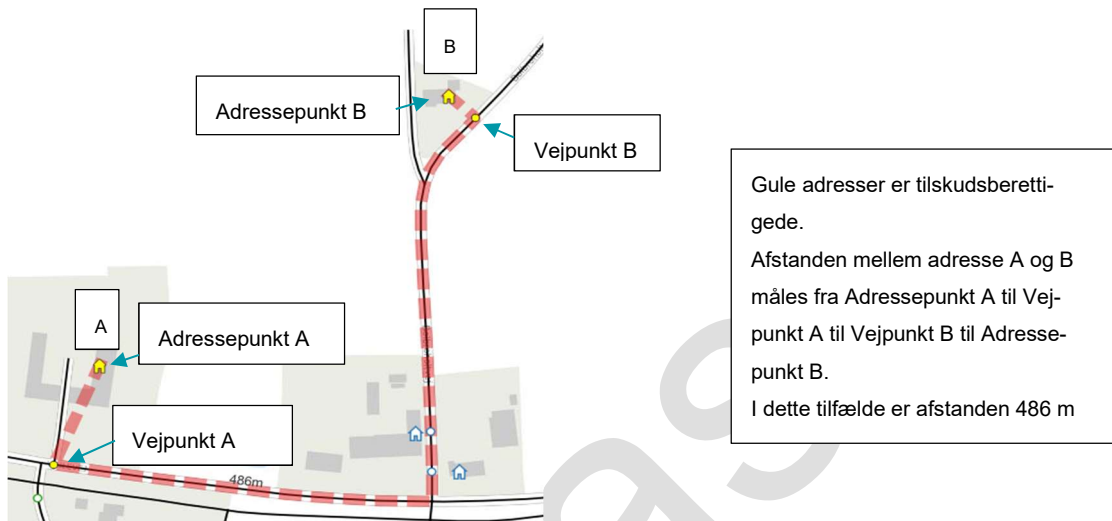 B
Adressepunkt B
Vejpunkt B
A
Adressepunkt A
Vejpunkt A
486m
Gule adresser er tilskudsberetti-
gede.
Afstanden mellem adresse A og B
måles fra Adressepunkt A til Vej-
punkt A til Vejpunkt B til Adresse-
punkt B.
I dette tilfælde er afstanden 486 m